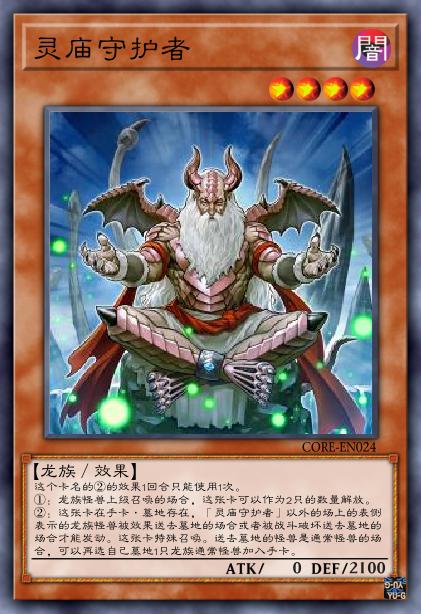 灵庙守护者
闇
CORE-EN024
【龙族／效果】
这个卡名的②的效果1回合只能使用1次。
①：龙族怪兽上级召唤的场合，这张卡可以作为2只的数量解放。
②：这张卡在手卡·墓地存在，「灵庙守护者」以外的场上的表侧
表示的龙族怪兽被效果送去墓地的场合或者被战斗破坏送去墓地的
场合才能发动。这张卡特殊召唤。送去墓地的怪兽是通常怪兽的场
合，可以再选自己墓地1只龙族通常怪兽加入手卡。
ATK/ 0 DEF/2100